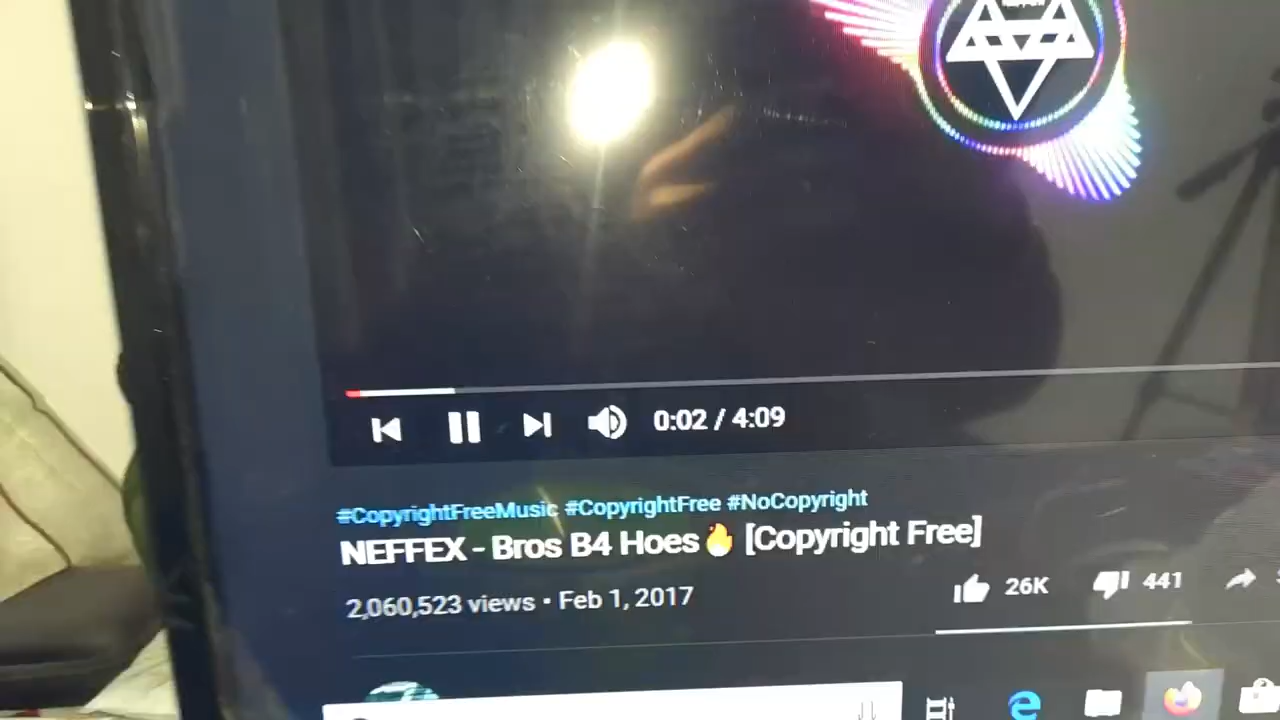 0:02 / 4:09
#CopyrightFreeMusic #CopyrightFree #NoCopyright
NEFFEX - Bros B4 Hoes🔥 [Copyright Free]
2,060,523 views • Feb 1, 2017
26K 441